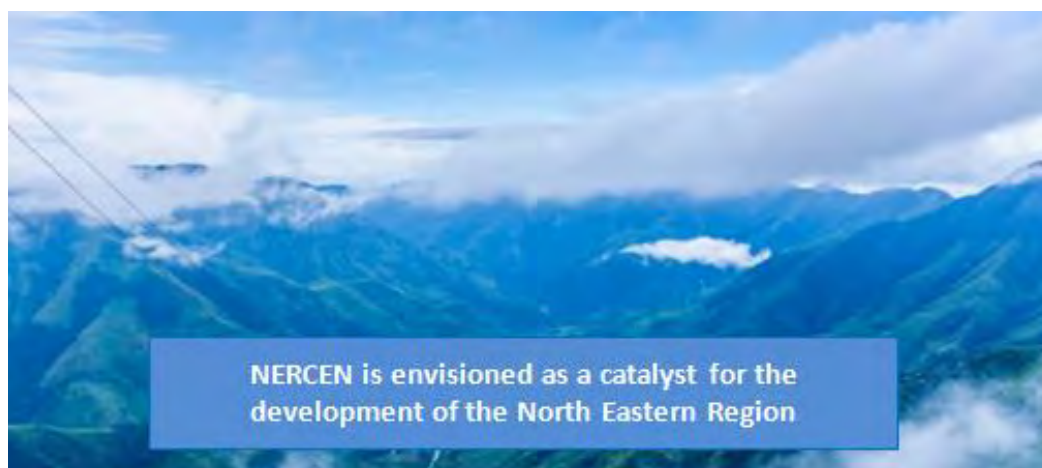 NERCEN is envisioned as a catalyst for the
development of the North Eastern Region